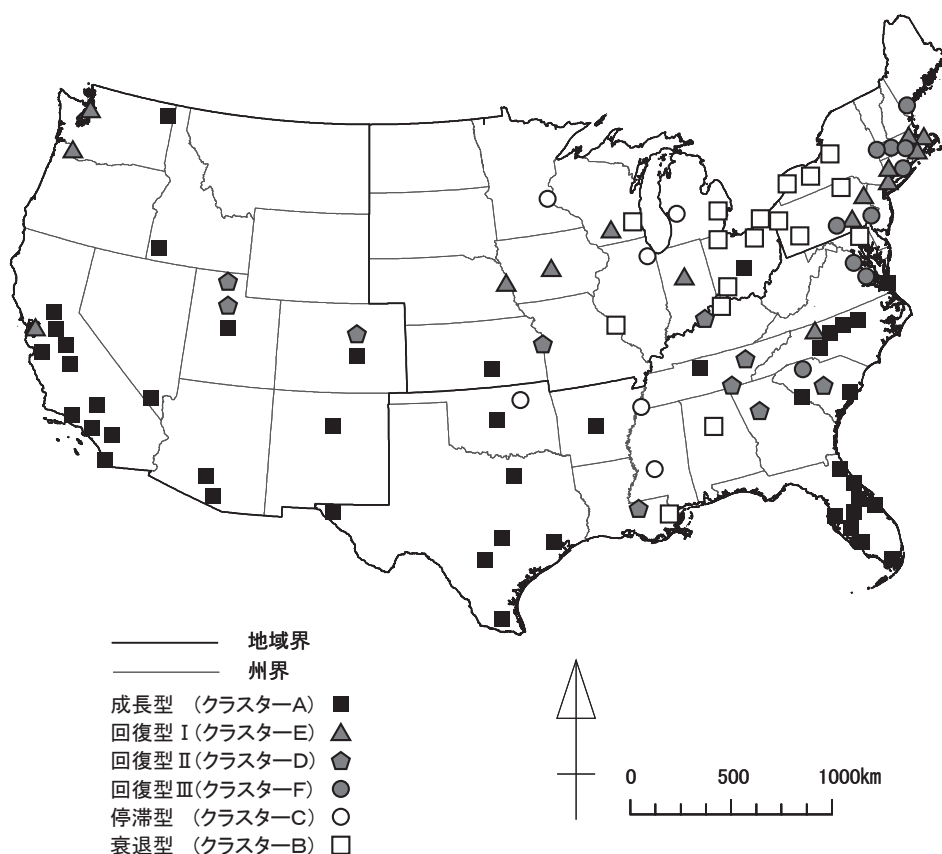 地域界
州界
成長型 (クラスターA)
回復型Ⅰ(クラスターE)
回復型Ⅱ(クラスターD)
回復型Ⅲ(クラスターF)
停滞型 (クラスターC)
衰退型 (クラスターB)
0 500 1000km